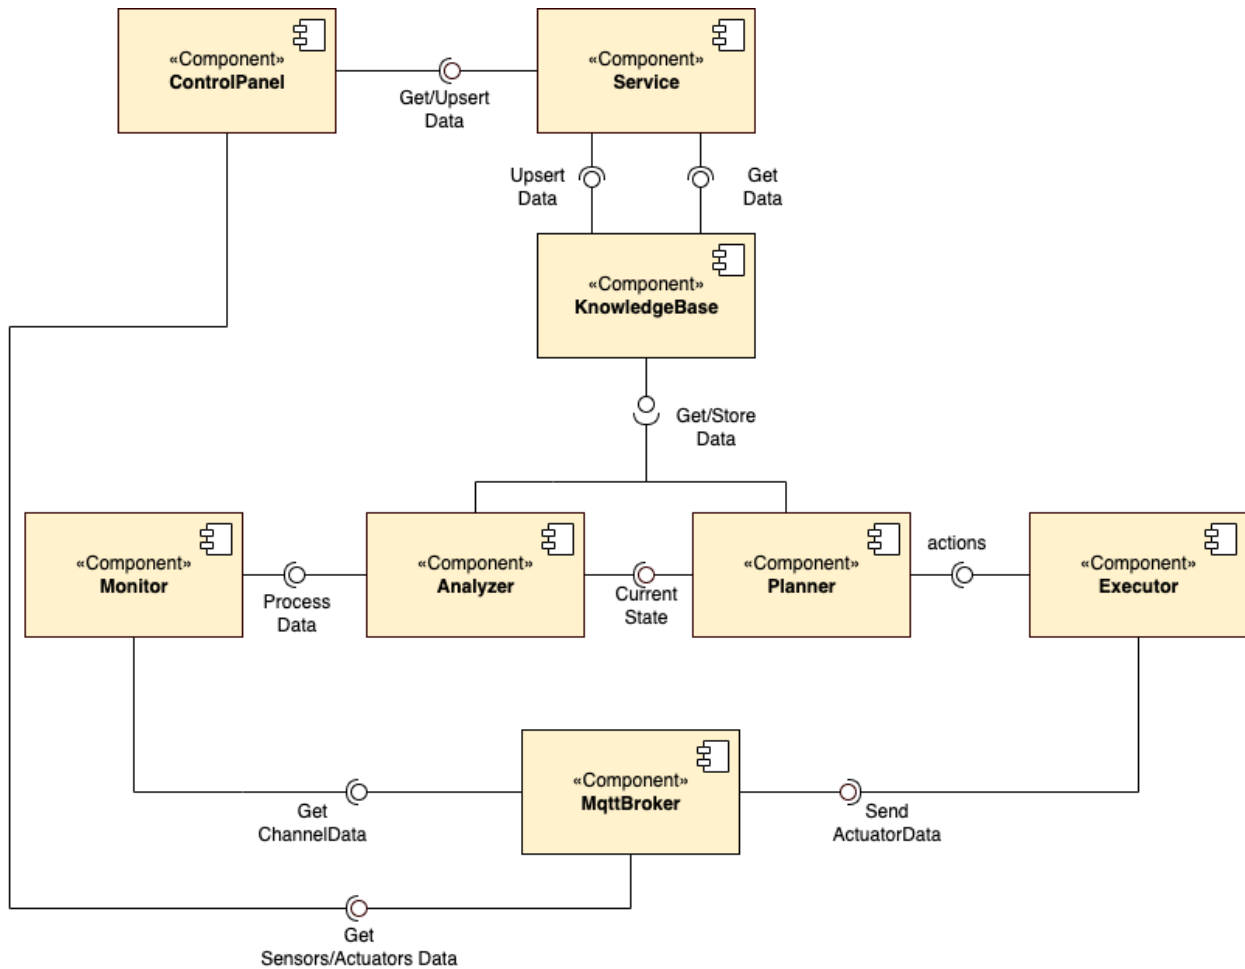 «Component»
ControlPanel
Get/Upsert
Data
«Component»
Service
Upsert
Data
Get
Data
«Component»
KnowledgeBase
Get/Store
Data
«Component»
Monitor
Process
Data
«Component»
Analyzer
Current
State
«Component»
Planner
actions
«Component»
Executor
Get
ChannelData
«Component»
MqttBroker
Send
ActuatorData
Get
Sensors/Actuators Data